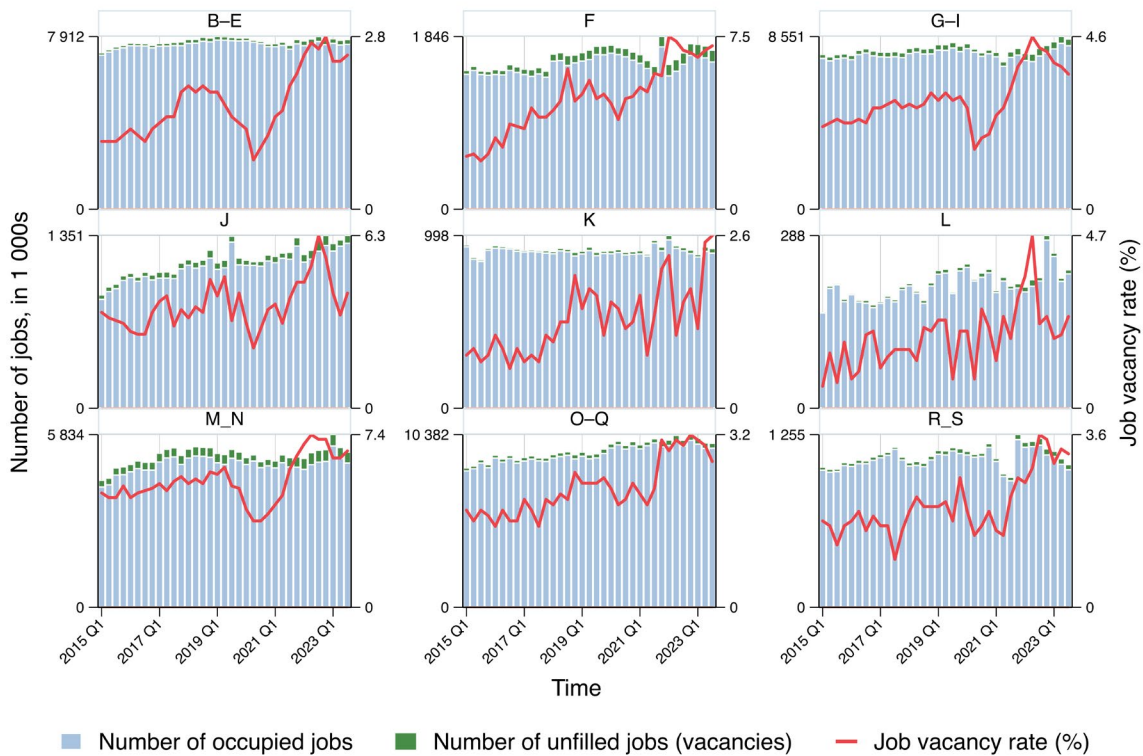 B–E F G–I
7 912 2.8 1 846 7.5 8 551 4.6
0 0 0 0 0 0
J K L
1 351 6.3 998 2.6 288 4.7
0 0 0 0 0 0
M_N O–Q R_S
5 834 7.4 10 382 3.2 1 255 3.6
0 0 0 0 0 0
2015 Q1 2017 Q1 2019 Q1 2021 Q1 2023 Q1 2015 Q1 2017 Q1 2019 Q1 2021 Q1 2023 Q1 2015 Q1 2017 Q1 2019 Q1 2021 Q1 2023 Q1
Number of jobs, in 1 000s
Job vacancy rate (%)
Time
Number of occupied jobs Number of unfilled jobs (vacancies) Job vacancy rate (%)